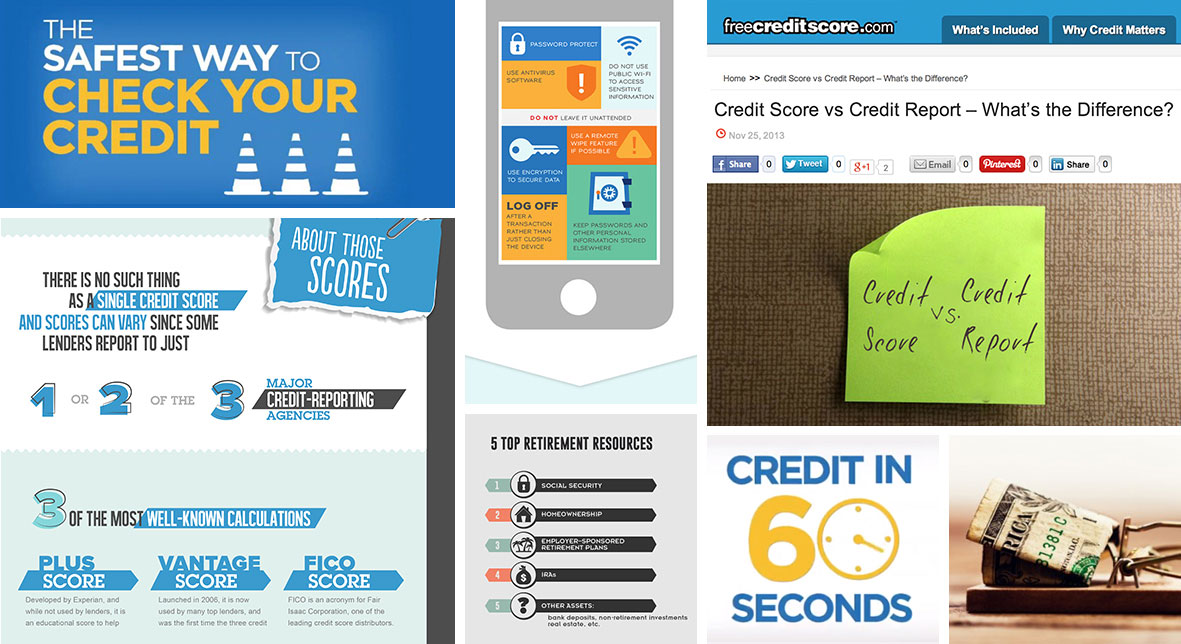 THE
SAFEST WAY TO
CHECK YOUR
CREDIT
ABOUT THOSE
SCORES
THERE IS NO SUCH THING
AS A SINGLE CREDIT SCORE
AND SCORES CAN VARY SINCE SOME
LENDERS REPORT TO JUST
1 OR 2 OF THE 3
MAJOR
CREDIT-REPORTING
AGENCIES
3 OF THE MOST WELL-KNOWN CALCULATIONS
PLUS
SCORE
Developed by Experian, and
while not used by lenders, it is
an educational score to help
VANTAGE
SCORE
Launched in 2006, it is now
used by many top lenders, and
was the first time the three credit
FICO
SCORE
FICO is an acronym for Fair
Isaac Corporation, one of the
leading credit score distributors.
PASSWORD PROTECT
USE ANTIVIRUS
SOFTWARE
DO NOT USE
PUBLIC WI-FI
TO ACCESS
SENSITIVE
INFORMATION
DO NOT LEAVE IT UNATTENDED
USE ENCRYPTION
TO SECURE DATA
USE A REMOTE
WIPE FEATURE
IF POSSIBLE
LOG OFF
AFTER A
TRANSACTION
RATHER THAN
JUST CLOSING
THE DEVICE
KEEP PASSWORDS AND
OTHER PERSONAL
INFORMATION STORED
ELSEWHERE
5 TOP RETIREMENT RESOURCES
1 SOCIAL SECURITY
2 HOMEOWNERSHIP
3 EMPLOYER-SPONSORED
RETIREMENT PLANS
4 IRAs
5 OTHER ASSETS:
bank deposits, non-retirement investments
real estate, etc.
freecreditscore.com
What's Included
Why Credit Matters
Home >> Credit Score vs Credit Report – What's the Difference?
Credit Score vs Credit Report – What's the Difference?
Nov 25, 2013
Share 0 Tweet 0 g+1 2 Email 0 Pinterest 0 in Share 0
Credit Credit
vs.
Score Report
CREDIT IN
60
SECONDS